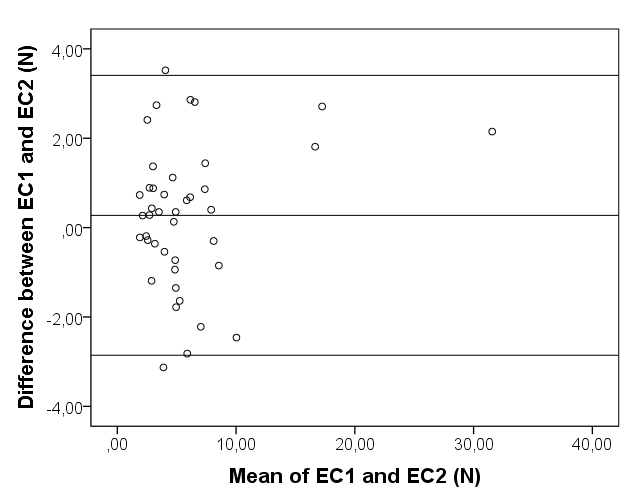 Difference between EC1 and EC2 (N)
4,00
2,00
,00
-2,00
-4,00
,00 10,00 20,00 30,00 40,00
Mean of EC1 and EC2 (N)